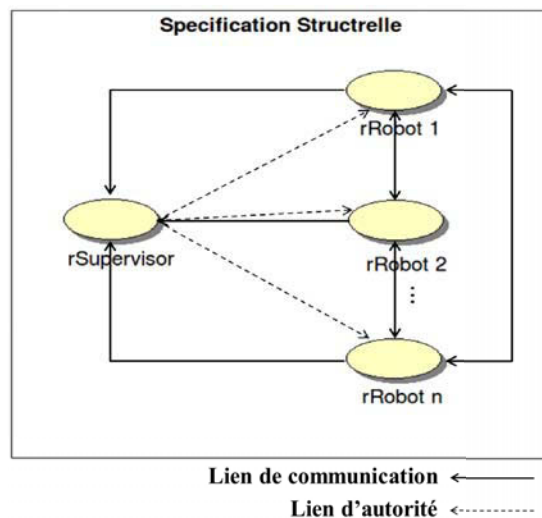 Specification Structrelle
rRobot 1
rSupervisor
rRobot 2
...
rRobot n
Lien de communication
Lien d'autorité